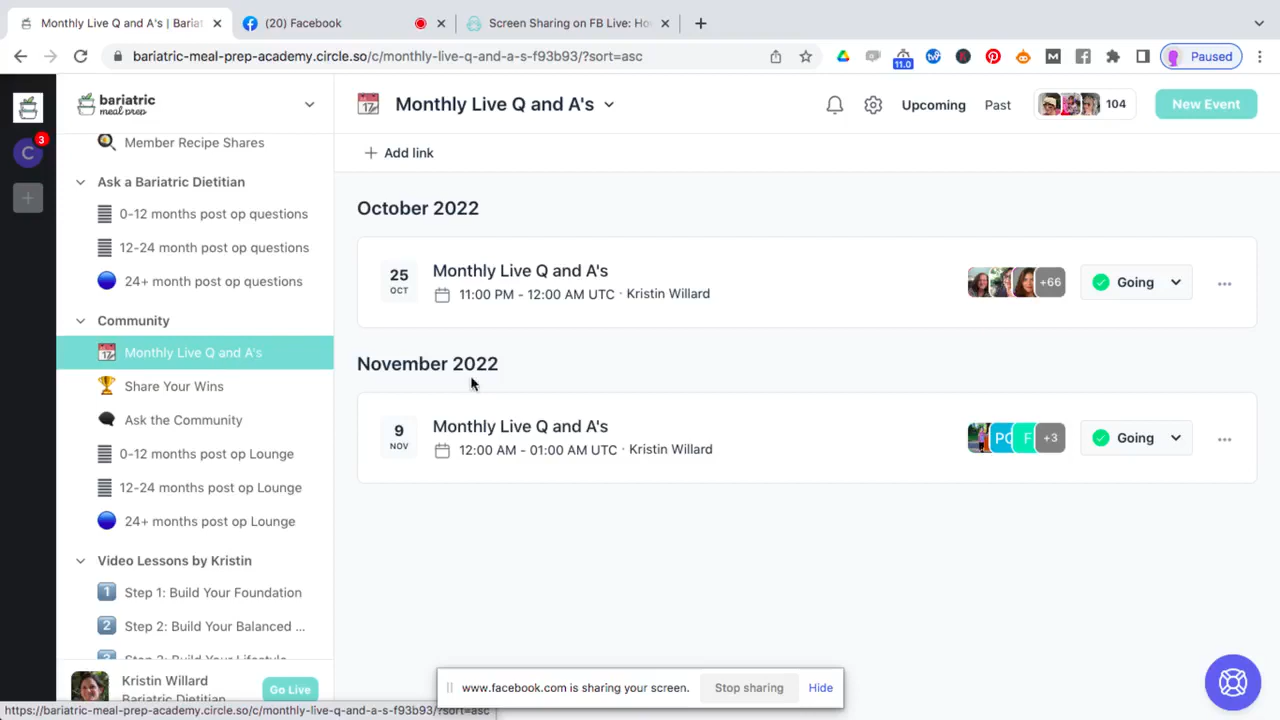 Monthly Live Q and A's | Bariat
(20) Facebook
Screen Sharing on FB Live: Ho
bariatric-meal-prep-academy.circle.so/c/monthly-live-q-and-a-s-f93b93/?sort=asc
11.0
Paused
bariatric
meal prep
Monthly Live Q and A's
Upcoming
Past
104
New Event
3
C
Member Recipe Shares
Add link
Ask a Bariatric Dietitian
0-12 months post op questions
12-24 month post op questions
24+ month post op questions
Community
Monthly Live Q and A's
Share Your Wins
Ask the Community
0-12 months post op Lounge
12-24 months post op Lounge
24+ months post op Lounge
Video Lessons by Kristin
1 Step 1: Build Your Foundation
2 Step 2: Build Your Balanced ...
3 Step 3: Build Your Lifestyle
Kristin Willard
Bariatric Dietitian
Go Live
October 2022
25
OCT
Monthly Live Q and A's
11:00 PM - 12:00 AM UTC · Kristin Willard
+66
Going
November 2022
9
NOV
Monthly Live Q and A's
12:00 AM - 01:00 AM UTC · Kristin Willard
PC
F
+3
Going
www.facebook.com is sharing your screen.
Stop sharing
Hide
https://bariatric-meal-prep-academy.circle.so/c/monthly-live-q-and-a-s-f93b93/?sort=asc